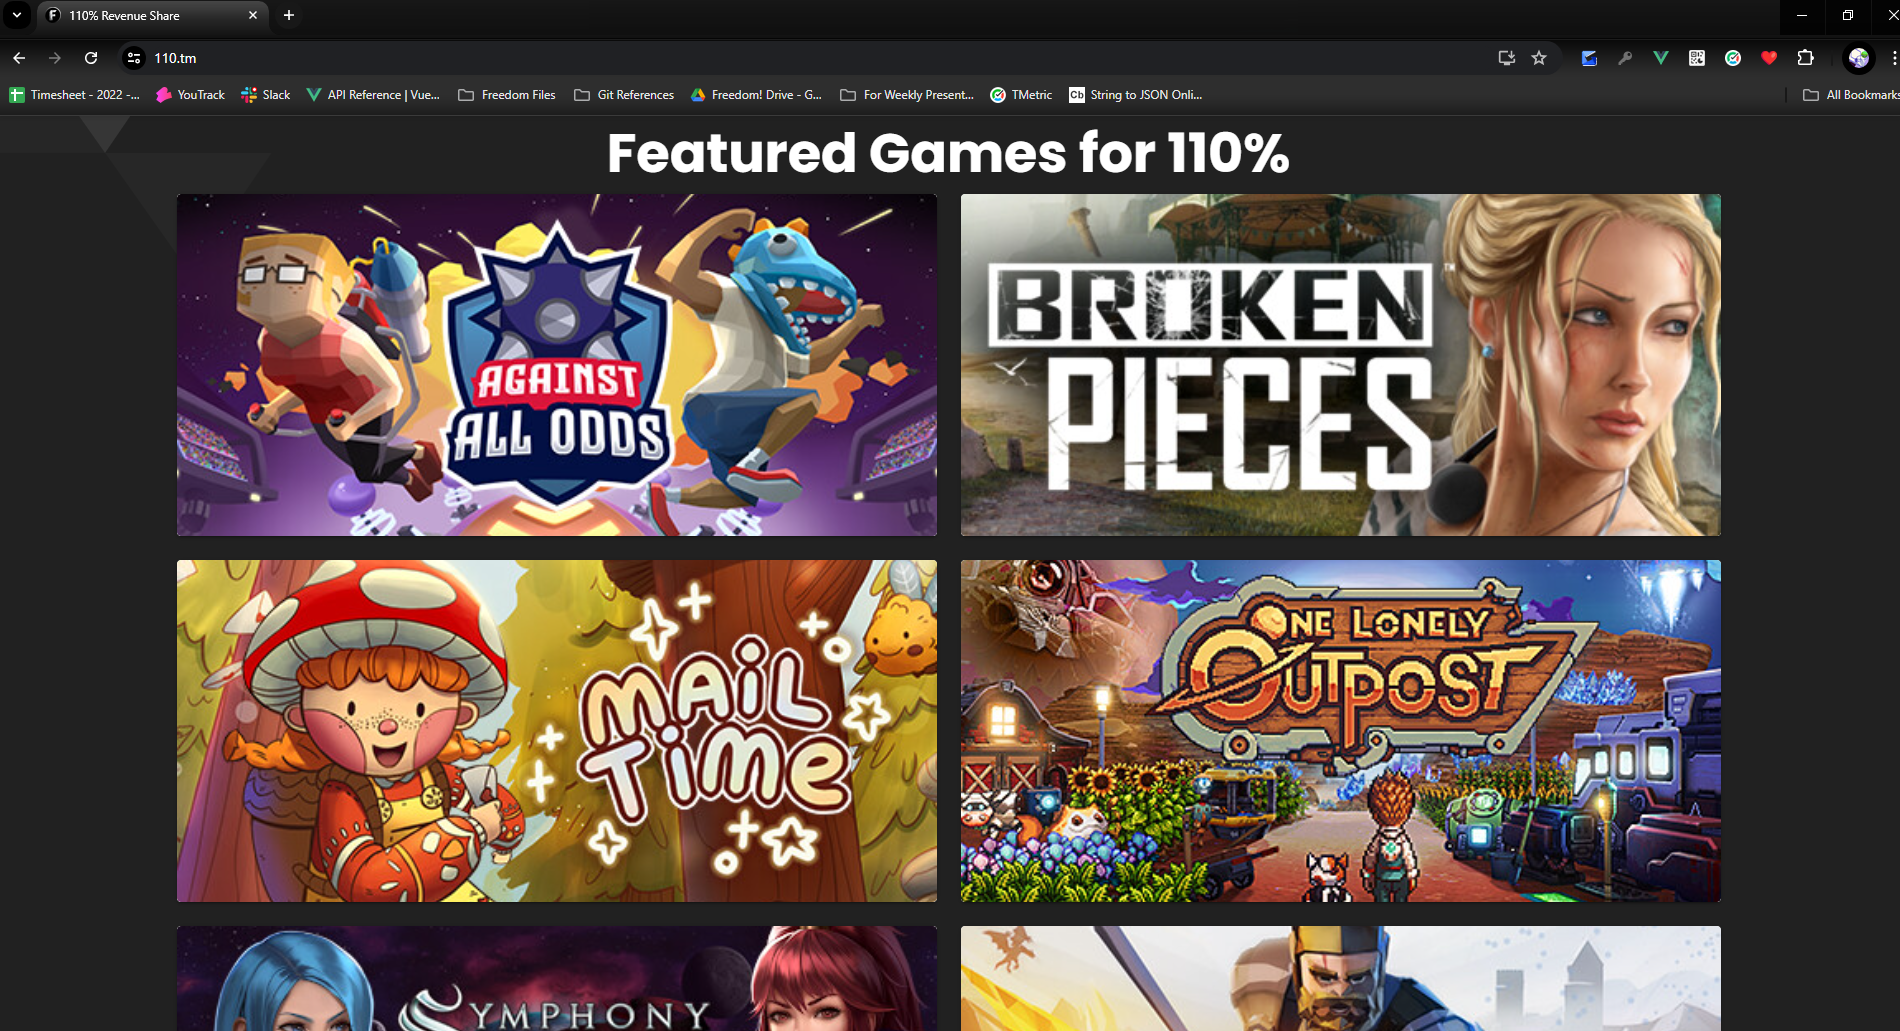 110% Revenue Share
110.tm
Timesheet - 2022 -...
YouTrack
Slack
API Reference | Vue...
Freedom Files
Git References
Freedom! Drive - G...
For Weekly Present...
TMetric
Cb
String to JSON Onli...
All Bookmarks
Featured Games for 110%
AGAINST
ALL ODDS
BROKEN
PIECES
TM
MAIL
TIME
ONE LONELY
OUTPOST
SYMPHONY